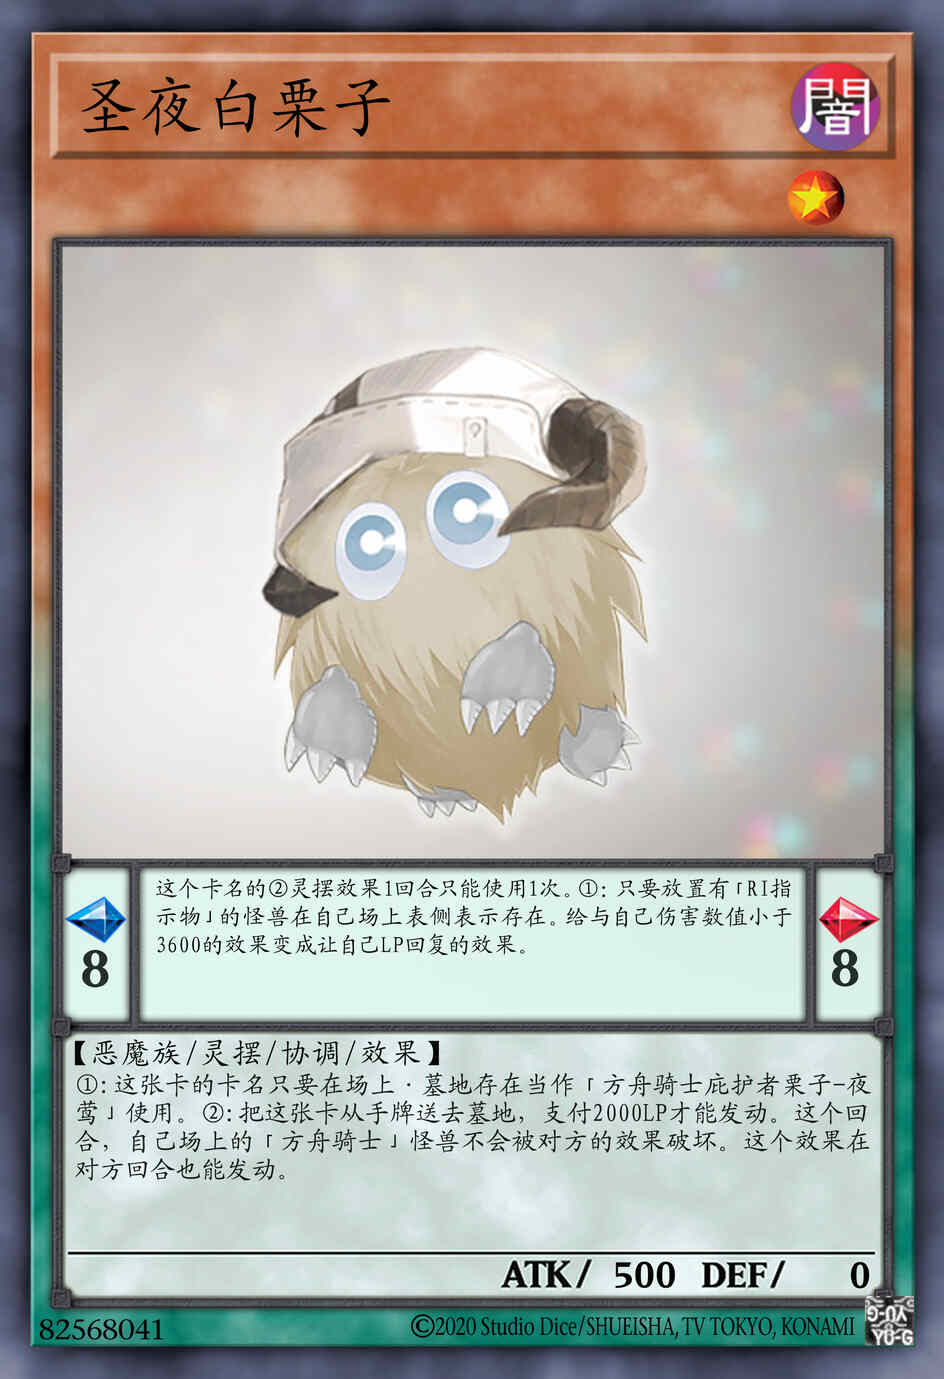 圣夜白栗子
闇
8
这个卡名的②灵摆效果1回合只能使用1次。①: 只要放置有「RI指
示物」的怪兽在自己场上表侧表示存在。给与自己伤害数值小于
3600的效果变成让自己LP回复的效果。
8
【恶魔族/灵摆/协调/效果】
①:这张卡的卡名只要在场上·墓地存在当作「方舟骑士庇护者栗子-夜
莺」使用。②:把这张卡从手牌送去墓地，支付2000LP才能发动。这个回
合，自己场上的「方舟骑士」怪兽不会被对方的效果破坏。这个效果在
对方回合也能发动。
ATK/ 500 DEF/ 0
82568041
©2020 Studio Dice/SHUEISHA, TV TOKYO, KONAMI
YU-G
YU-G